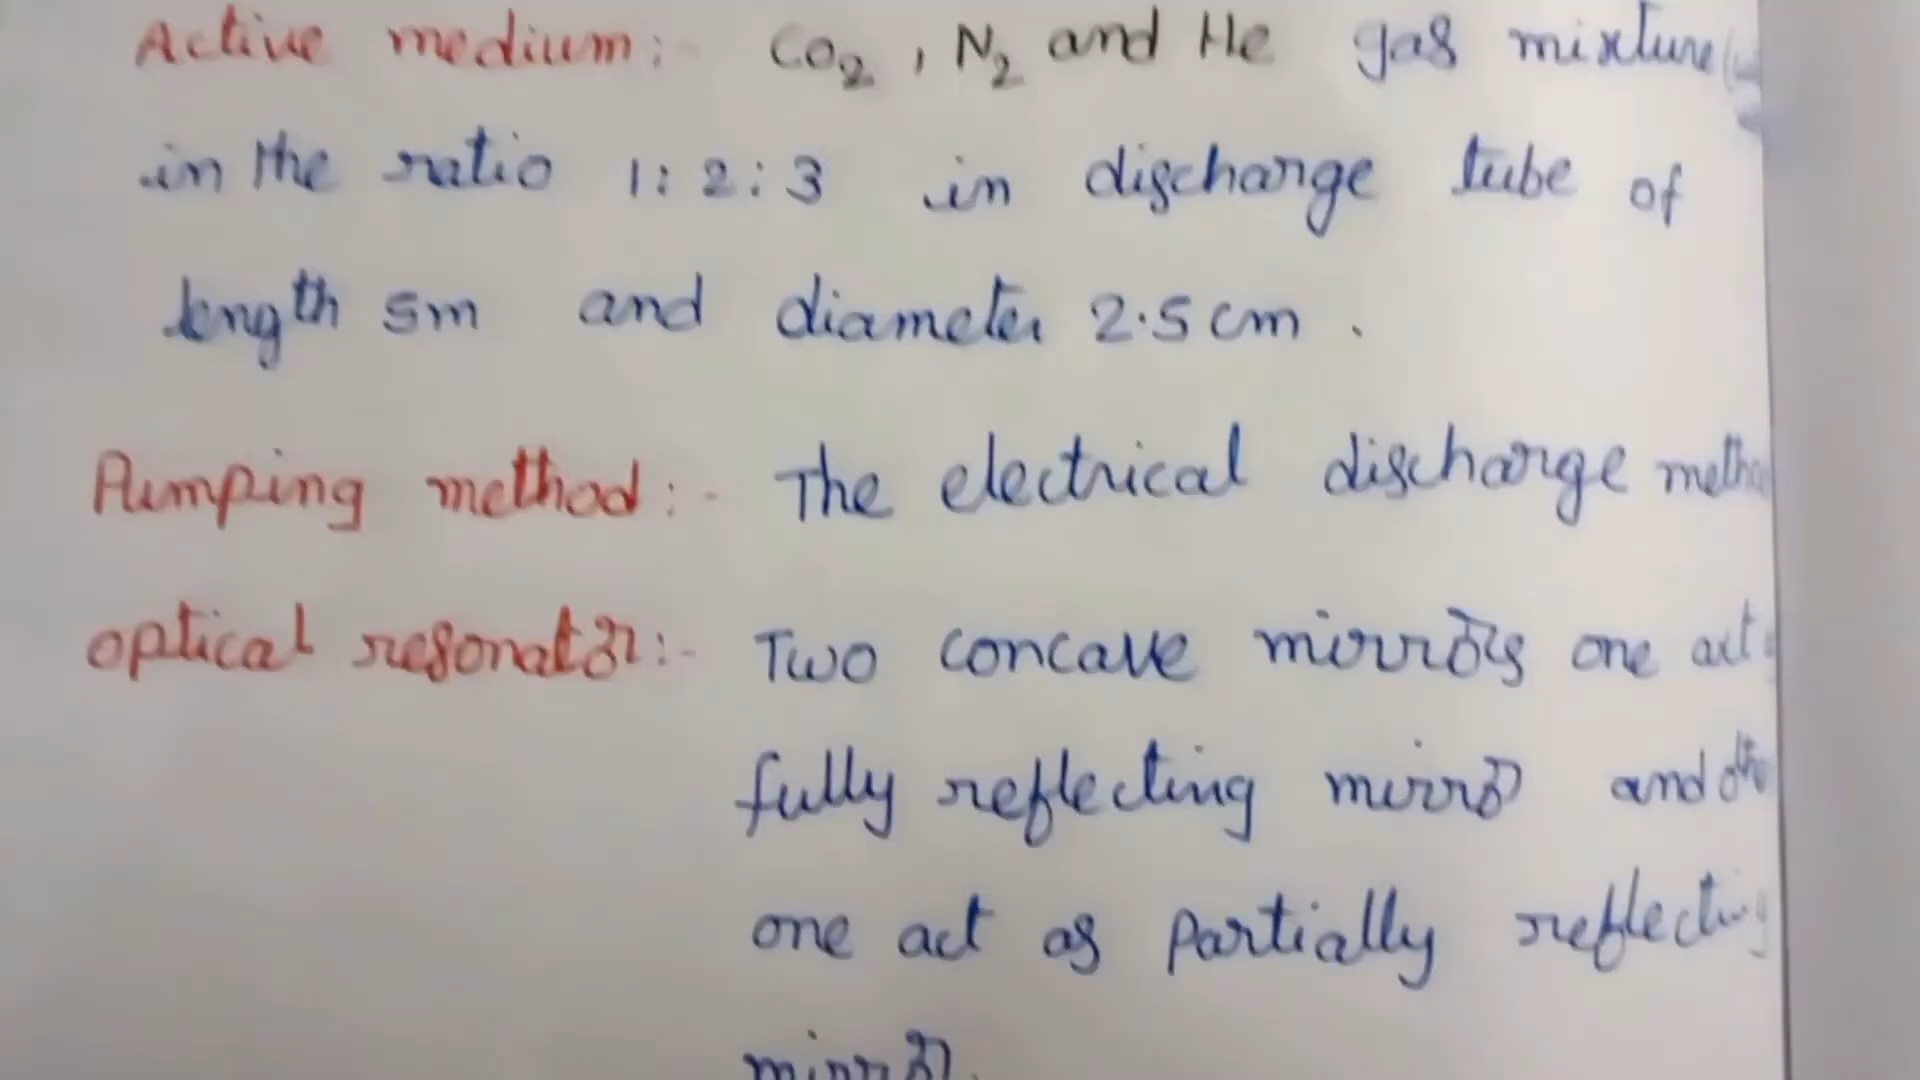 Active medium:- CO2, N2 and He gas mixture
in the ratio 1:2:3 in discharge tube of
length 5m and diameter 2.5cm.
Pumping method:- The electrical discharge
optical resonator:- Two concave mirrors one act
fully reflecting mirror and
one act as partially reflecting
mirror.